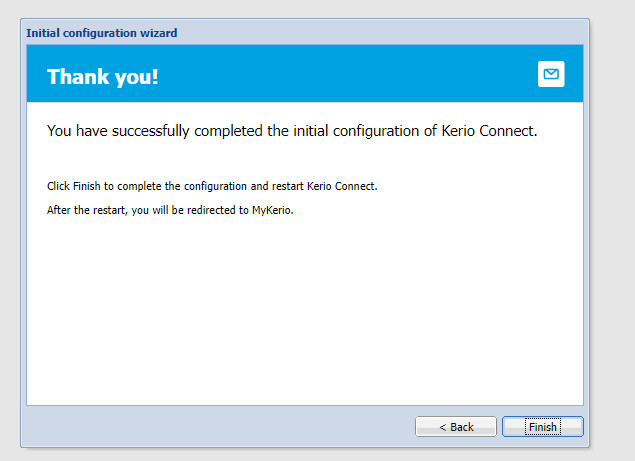 Initial configuration wizard
Thank you!
You have successfully completed the initial configuration of Kerio Connect.
Click Finish to complete the configuration and restart Kerio Connect.
After the restart, you will be redirected to MyKerio.
< Back
Finish